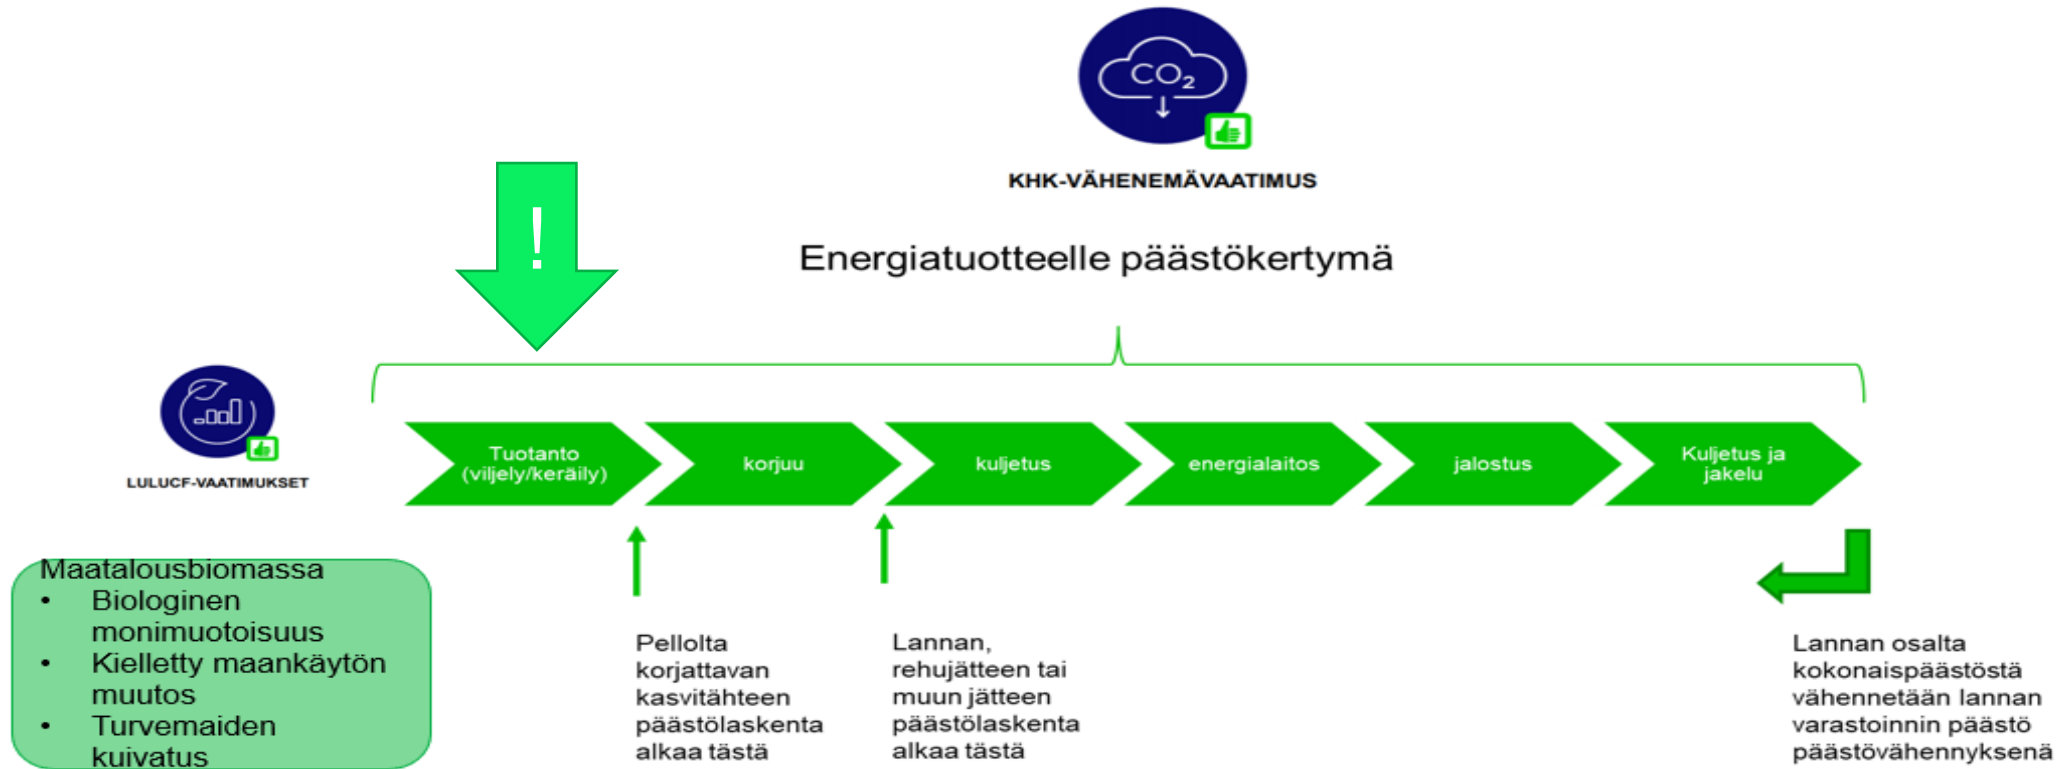 CO₂
KHK-VÄHENEMÄVAATIMUS
!
Energiatuotteelle päästökertymä
LULUCF-VAATIMUKSET
Tuotanto
(viljely/keräily)
korjuu
kuljetus
energialaitos
jalostus
Kuljetus ja
jakelu
Maatalousbiomassa
• Biologinen
monimuotoisuus
• Kielletty maankäytön
muutos
• Turvemaiden
kuivatus
Pellolta
korjattavan
kasvitähteen
päästölaskenta
alkaa tästä
Lannan,
rehujätteen tai
muun jätteen
päästölaskenta
alkaa tästä
Lannan osalta
kokonaispäästöstä
vähennetään lannan
varastoinnin päästö
päästövähennyksenä